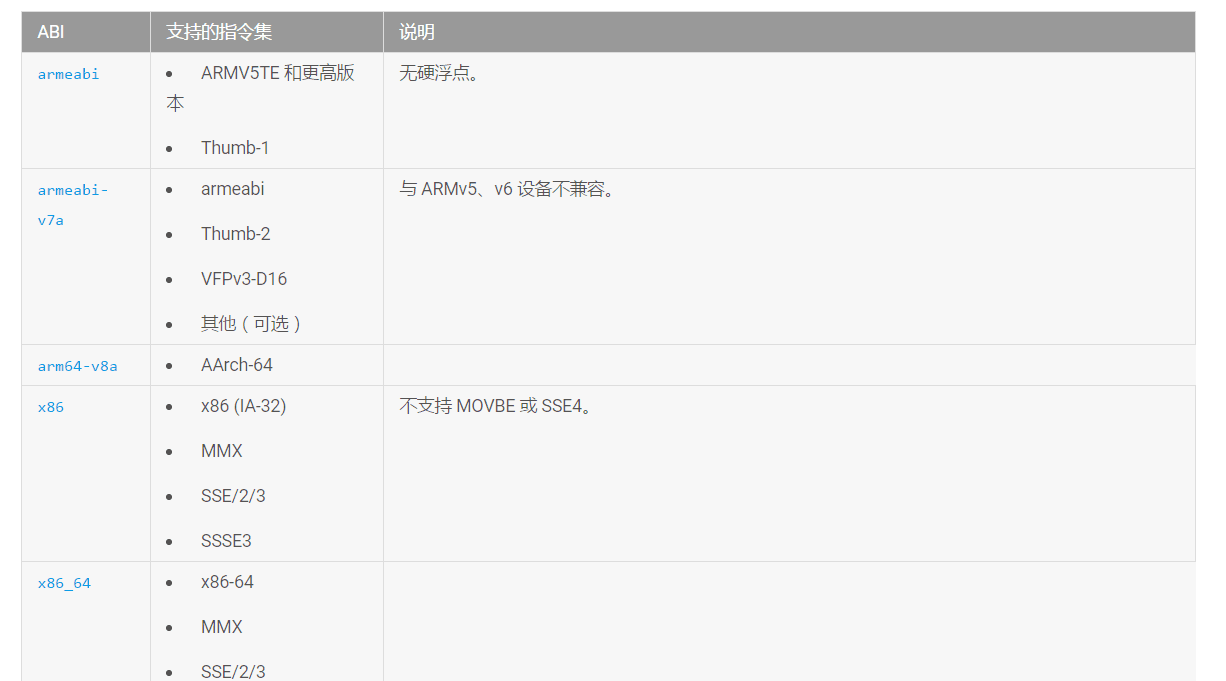 ABI 支持的指令集 说明
armeabi • ARMV5TE 和更高版 无硬浮点。
本
• Thumb-1
armeabi- • armeabi 与 ARMv5、v6 设备不兼容。
v7a
• Thumb-2
• VFPv3-D16
• 其他（可选）
arm64-v8a • AArch-64
x86 • x86 (IA-32) 不支持 MOVBE 或 SSE4。
• MMX
• SSE/2/3
• SSSE3
x86_64 • x86-64
• MMX
• SSE/2/3